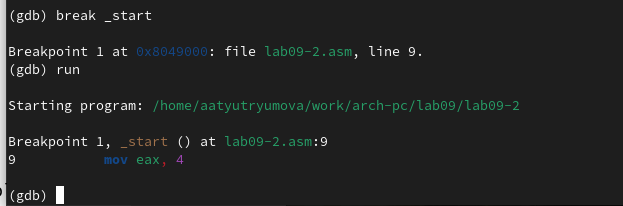 (gdb) break _start
Breakpoint 1 at 0x8049000: file lab09-2.asm, line 9.
(gdb) run
Starting program: /home/aatyutryumova/work/arch-pc/lab09/lab09-2
Breakpoint 1, _start () at lab09-2.asm:9
9 mov eax, 4
(gdb)